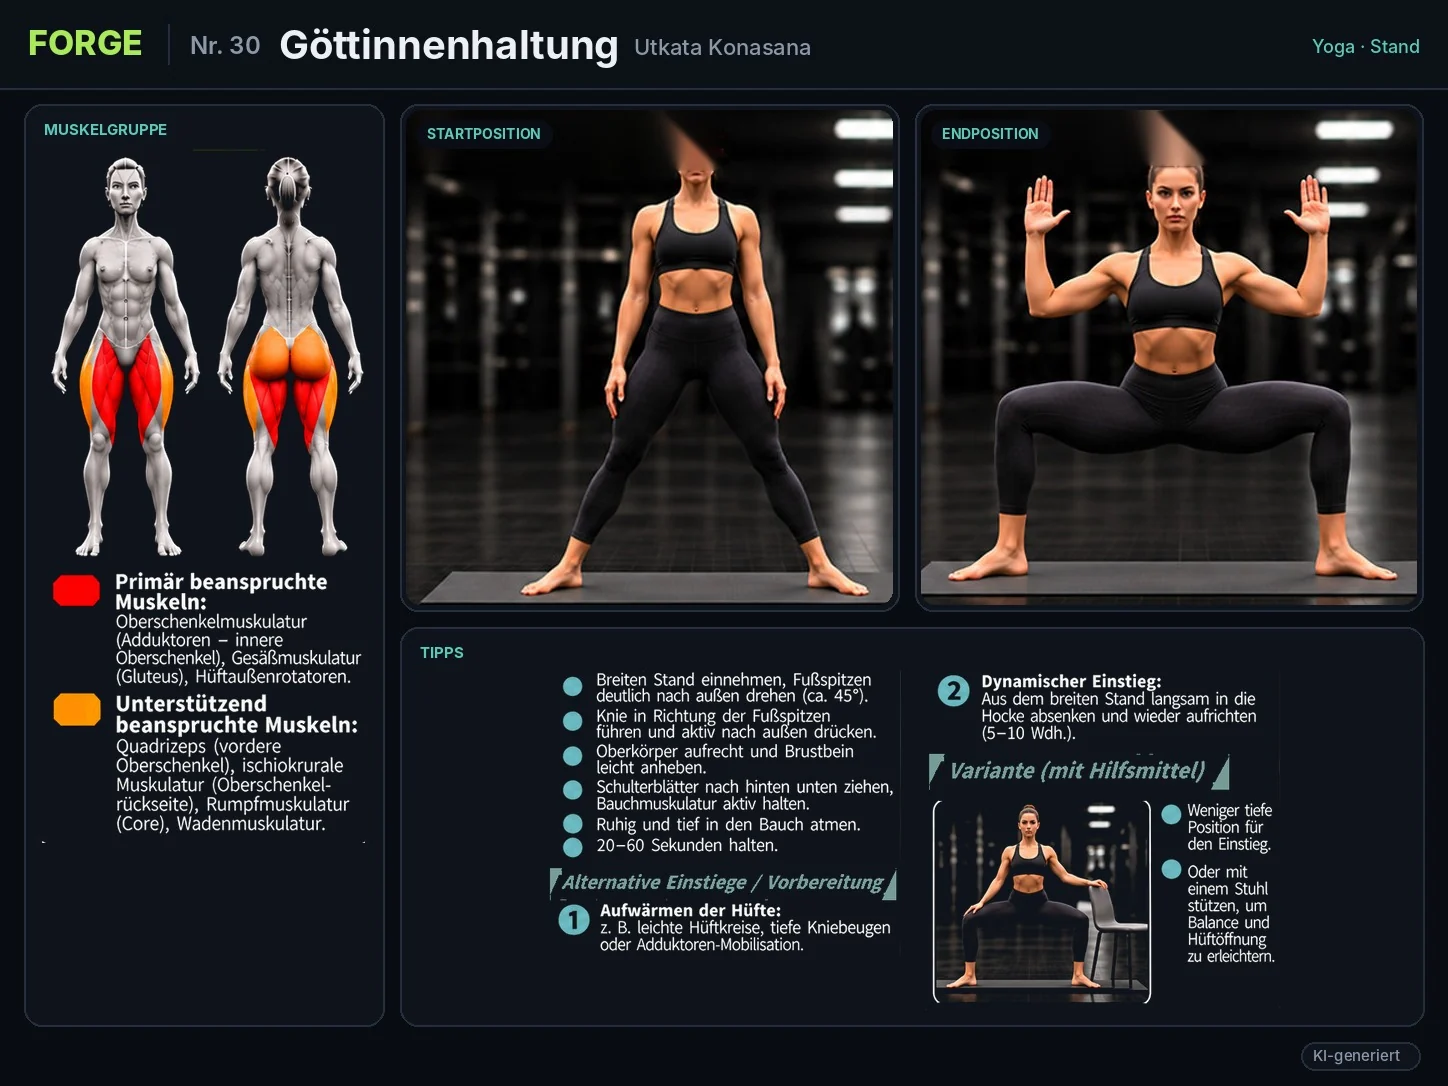 FORGE
Nr. 30
Göttinnenhaltung
Utkata Konasana
Yoga · Stand
MUSKELGRUPPE
Primär beanspruchte
Muskeln:
Oberschenkelmuskulatur
(Adduktoren – innere
Oberschenkel), Gesäßmuskulatur
(Gluteus), Hüftaußenrotatoren.
Unterstützend
beanspruchte Muskeln:
Quadrizeps (vordere
Oberschenkel), ischiokrurale
Muskulatur (Oberschenkel-
rückseite), Rumpfmuskulatur
(Core), Wadenmuskulatur.
STARTPOSITION
ENDPOSITION
TIPPS
Breiten Stand einnehmen, Fußspitzen
deutlich nach außen drehen (ca. 45°).
Knie in Richtung der Fußspitzen
führen und aktiv nach außen drücken.
Oberkörper aufrecht und Brustbein
leicht anheben.
Schulterblätter nach hinten unten ziehen,
Bauchmuskulatur aktiv halten.
Ruhig und tief in den Bauch atmen.
20–60 Sekunden halten.
Alternative Einstiege / Vorbereitung
1 Aufwärmen der Hüfte:
z. B. leichte Hüftkreise, tiefe Kniebeugen
oder Adduktoren-Mobilisation.
2 Dynamischer Einstieg:
Aus dem breiten Stand langsam in die
Hocke absenken und wieder aufrichten
(5–10 Wdh.).
Variante (mit Hilfsmittel)
Weniger tiefe
Position für
den Einstieg.
Oder mit
einem Stuhl
stützen, um
Balance und
Hüftöffnung
zu erleichtern.
KI-generiert